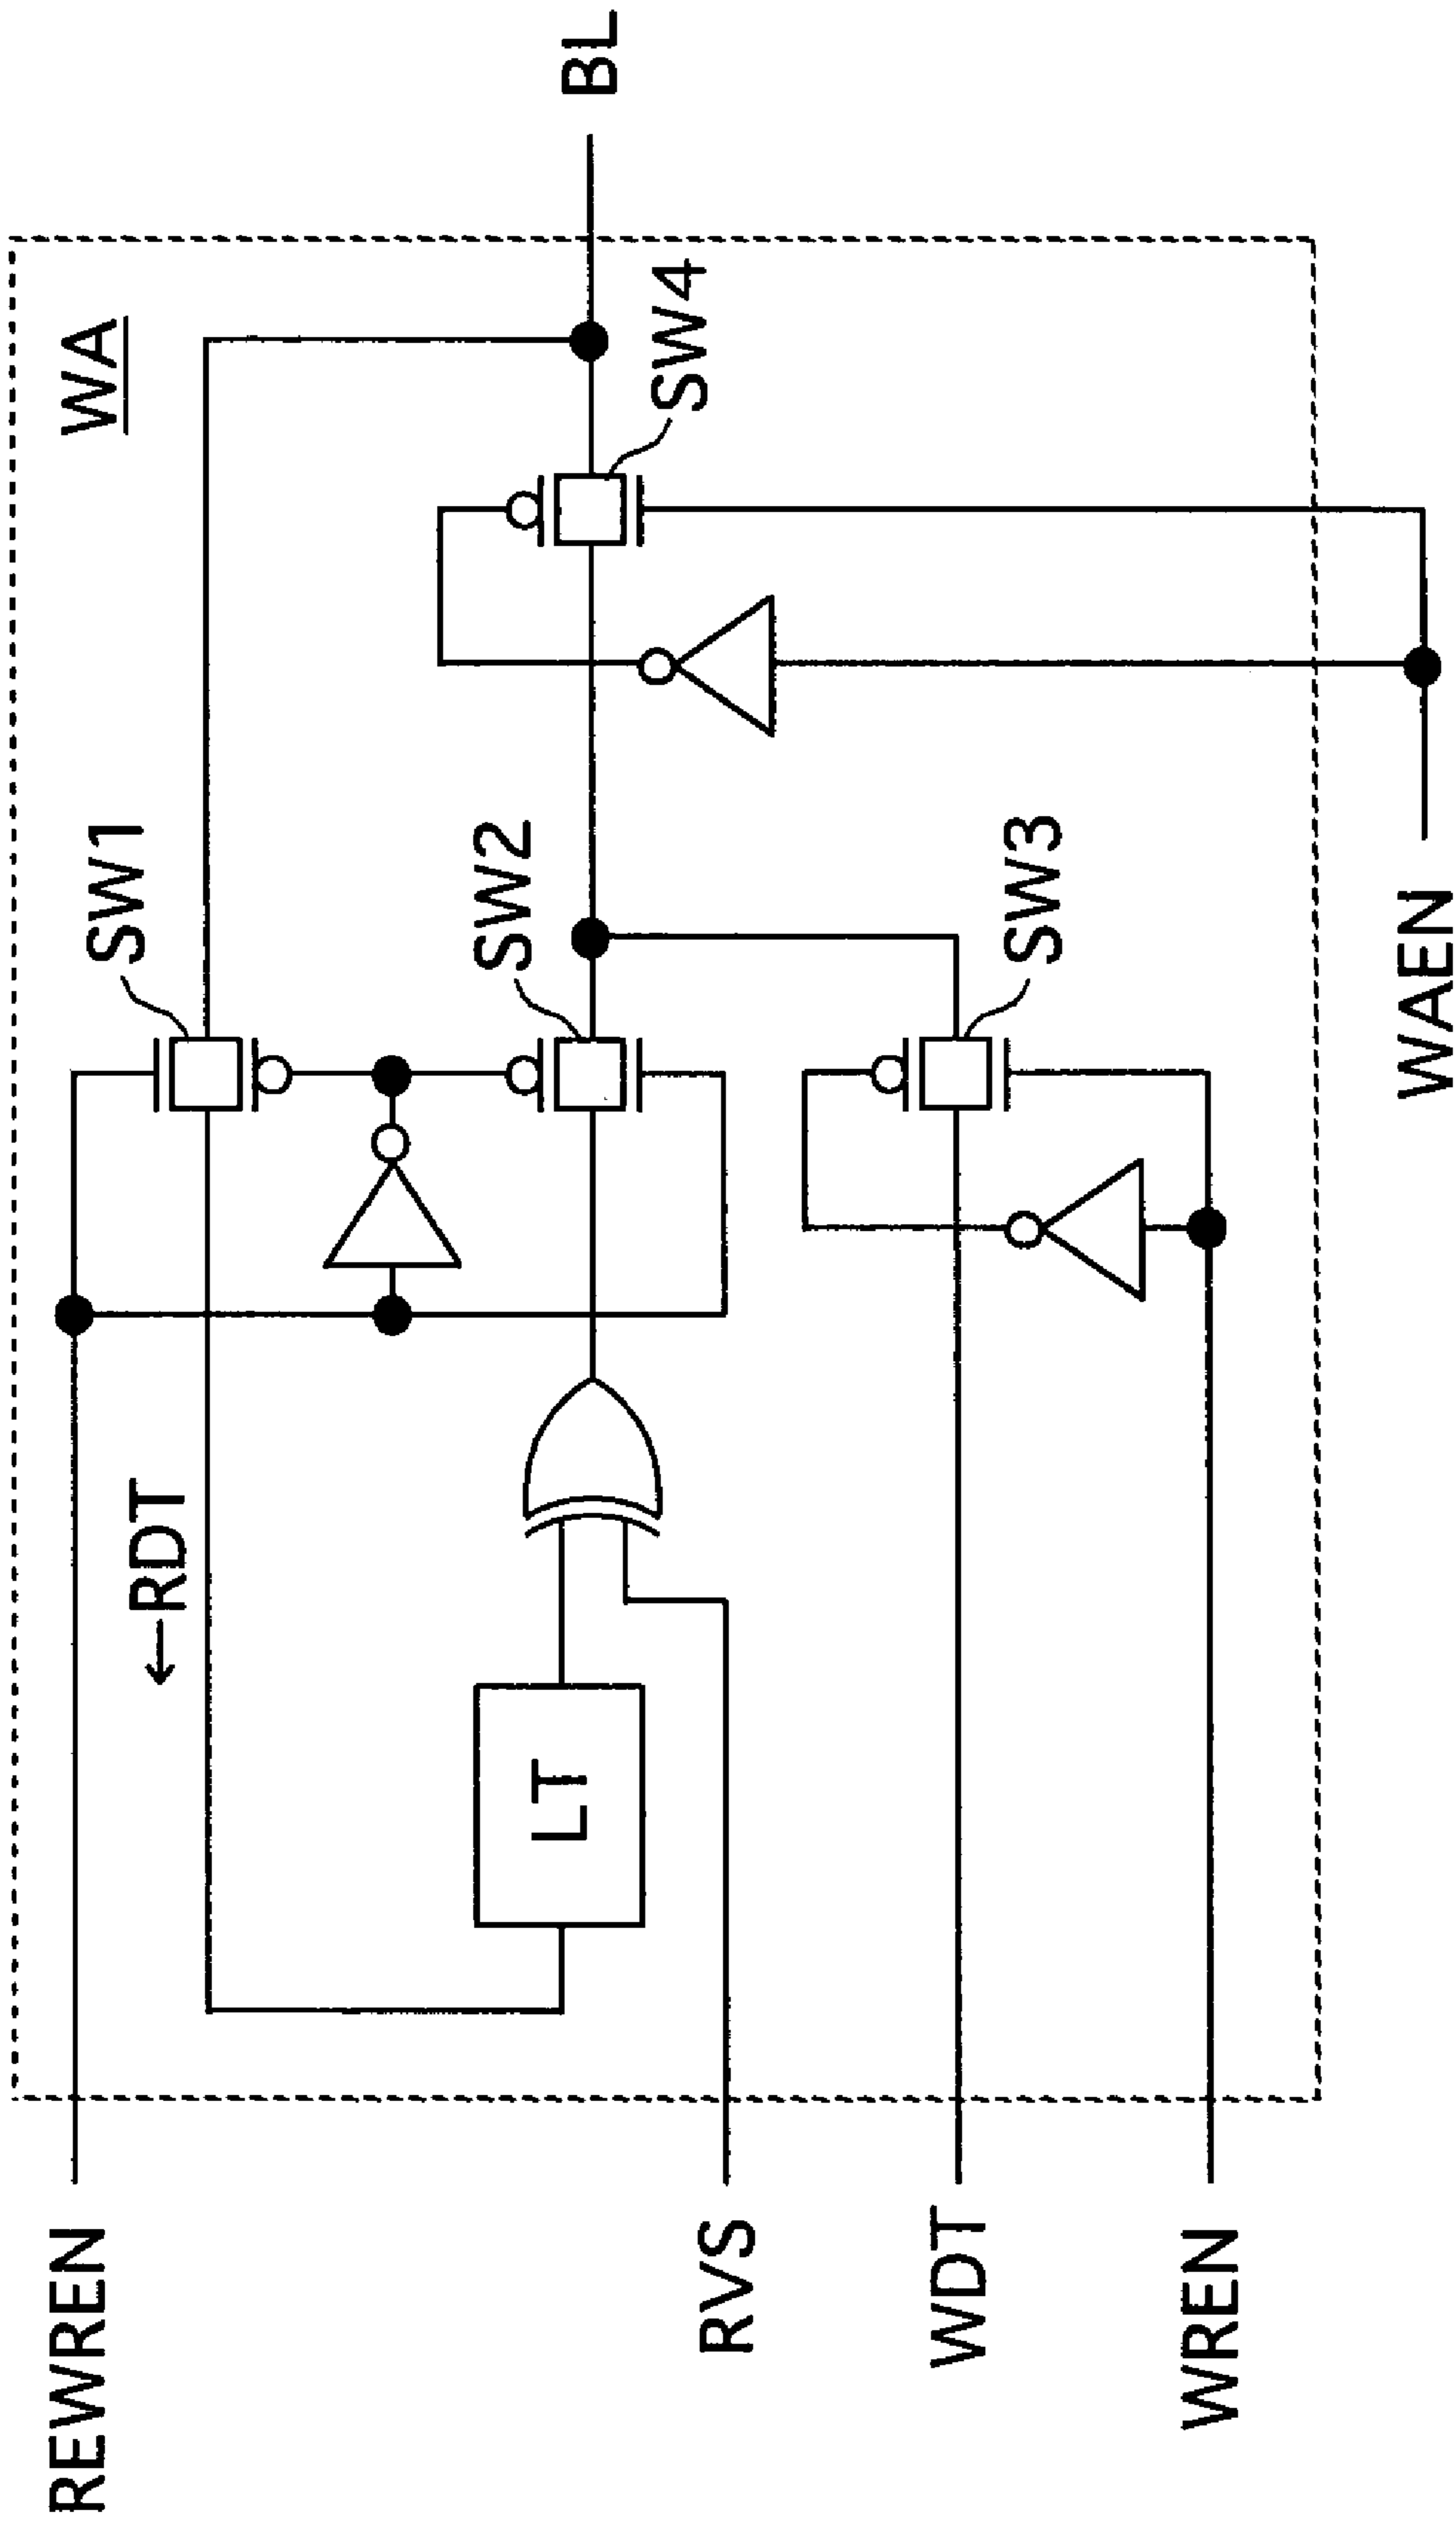 REWREN
RVS
WDT
WREN
WAEN
BL
WA
←RDT
LT
SW1
SW2
SW3
SW4